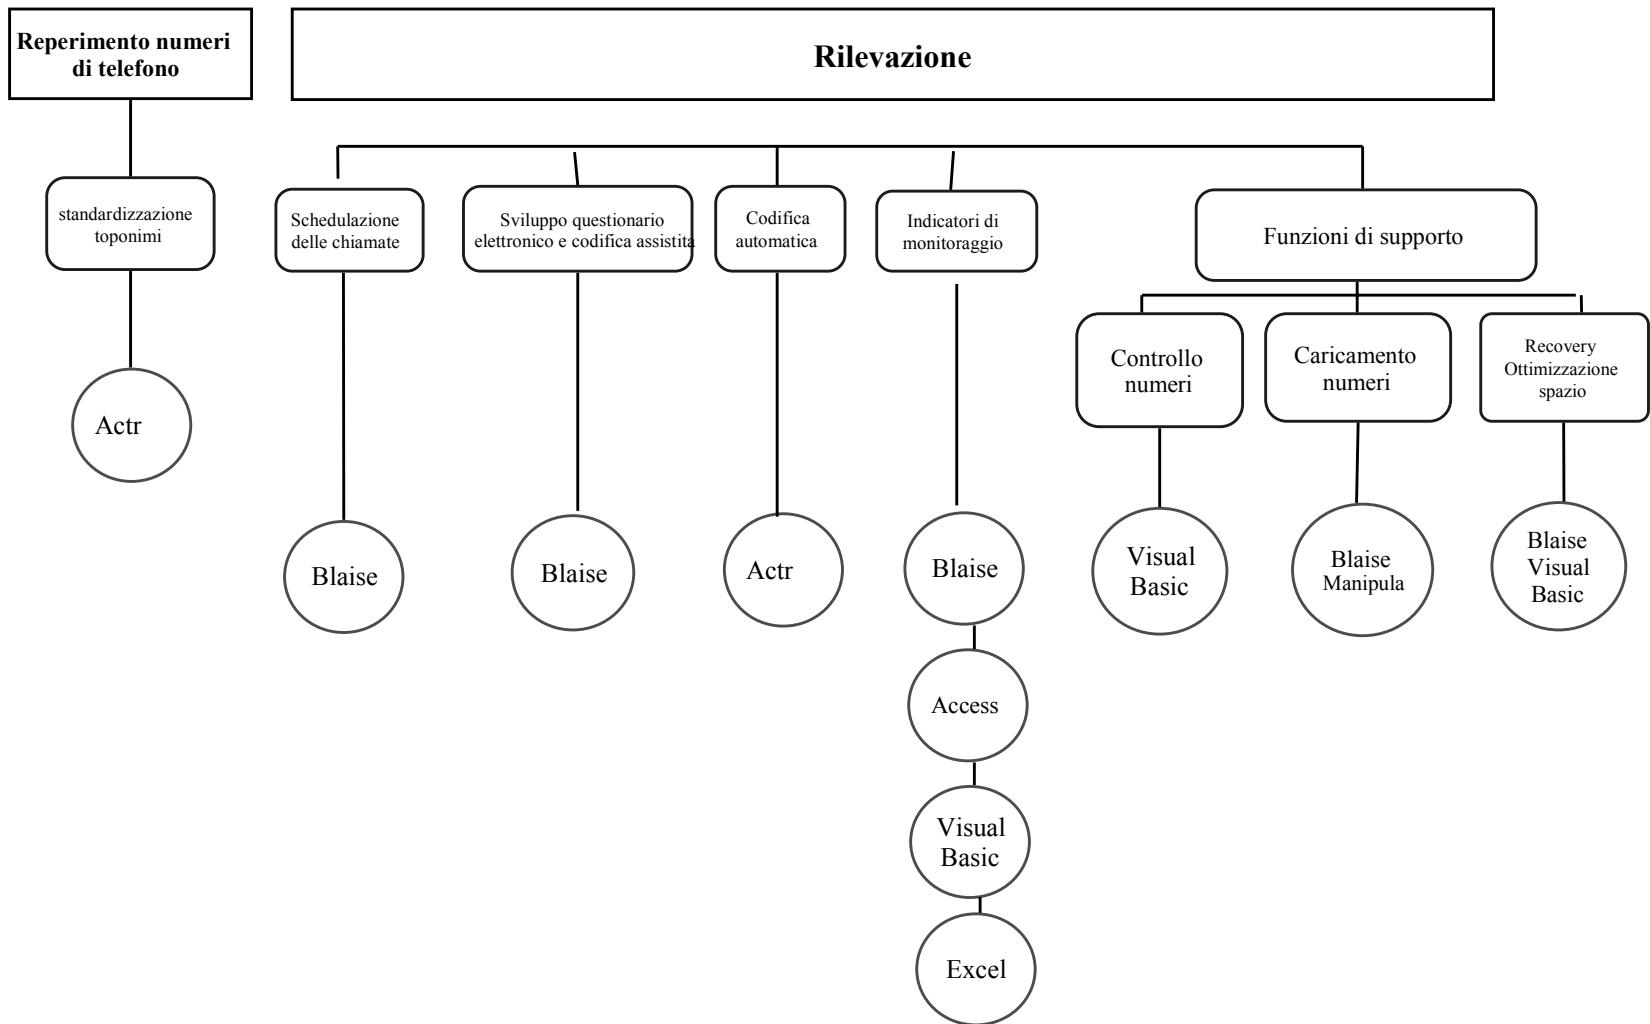 Reperimento numeri
di telefono
Rilevazione
standardizzazione
toponimi
Schedulazione
delle chiamate
Sviluppo questionario
elettronico e codifica assistita
Codifica
automatica
Indicatori di
monitoraggio
Funzioni di supporto
Controllo
numeri
Caricamento
numeri
Recovery
Ottimizzazione
spazio
Actr
Blaise
Blaise
Actr
Blaise
Visual
Basic
Blaise
Manipula
Blaise
Visual
Basic
Access
Visual
Basic
Excel